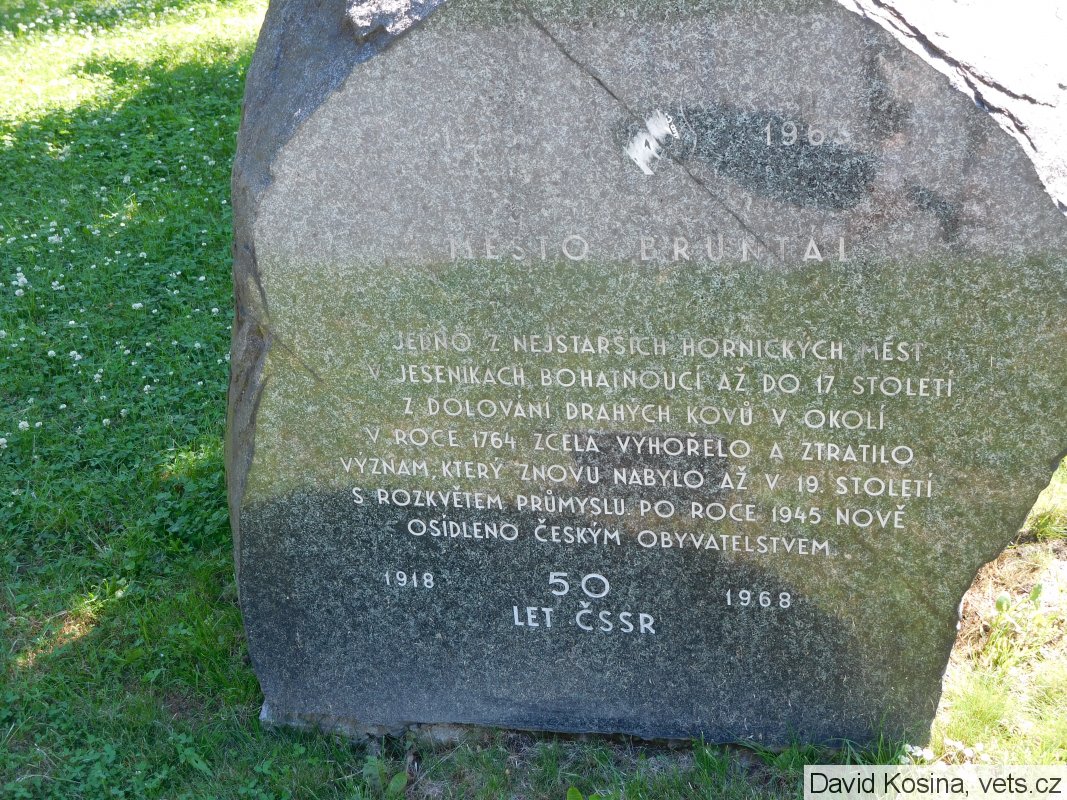 MĚSTO BRUNTÁL
JEDNO Z NEJSTARŠÍCH HORNICKÝCH MĚST
V JESENÍKÁCH BOHATNOUCÍ AŽ DO 17. STOLETÍ
Z DOLOVÁNÍ DRAHÝCH KOVŮ V OKOLÍ
V ROCE 1764 ZCELA VYHOŘELO A ZTRATILO
VÝZNAM KTERÝ ZNOVU NABYLO AŽ V 19. STOLETÍ
S ROZKVĚTEM PRŮMYSLU PO ROCE 1945 NOVĚ
OSÍDLENO ČESKÝM OBYVATELSTVEM.
1918 50 1968
LET ČSSR
David Kosina, vets.cz